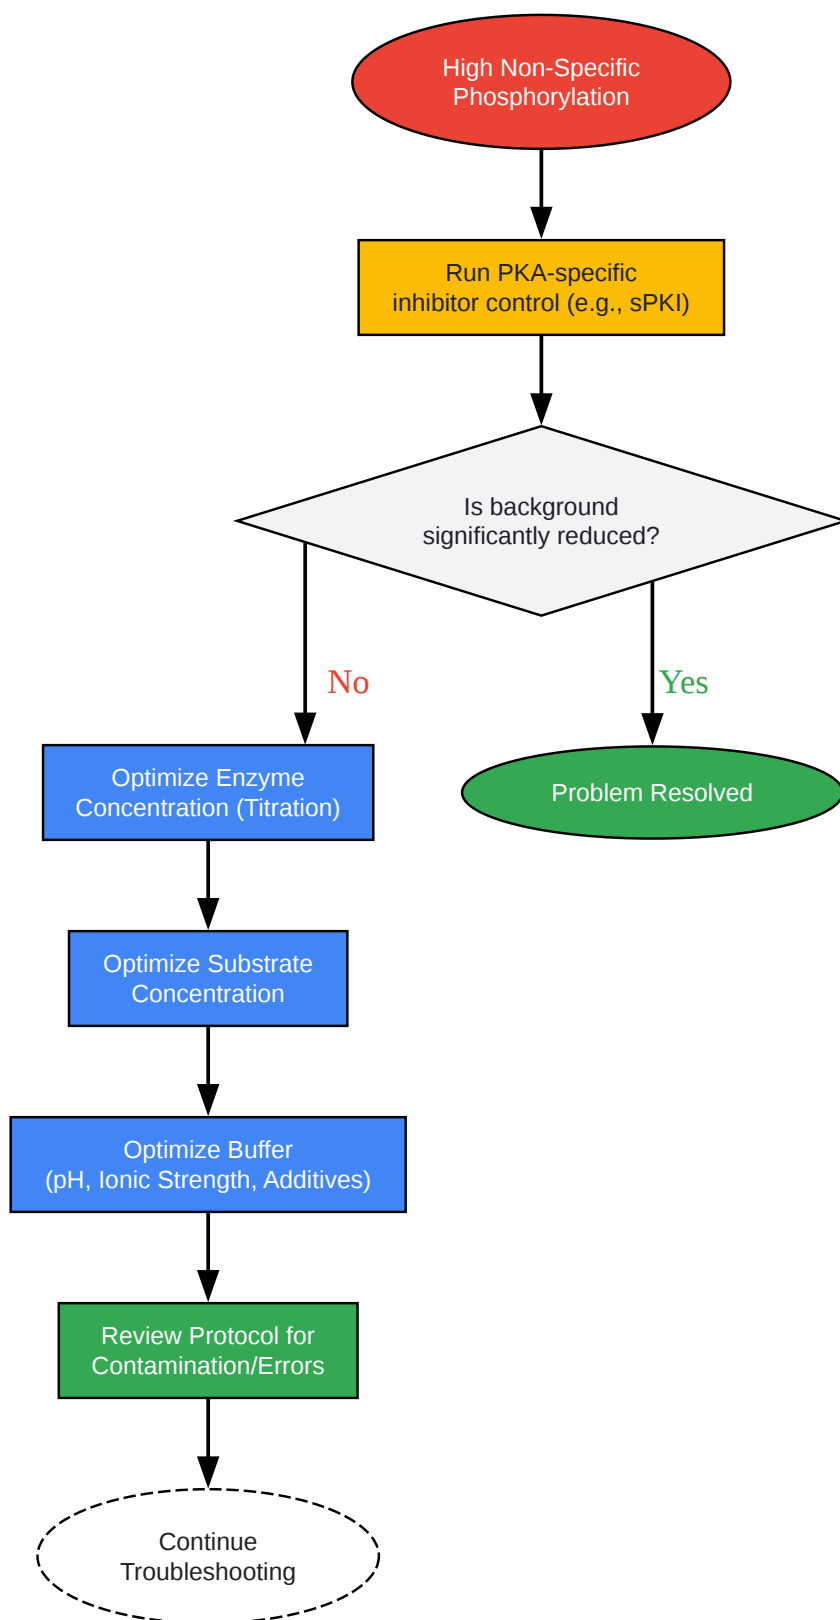 High Non-Specific
Phosphorylation
Run PKA-specific
inhibitor control (e.g., sPKI)
Is background
significantly reduced?
No
Yes
Optimize Enzyme
Concentration (Titration)
Problem Resolved
Optimize Substrate
Concentration
Optimize Buffer
(pH, Ionic Strength, Additives)
Review Protocol for
Contamination/Errors
Continue
Troubleshooting